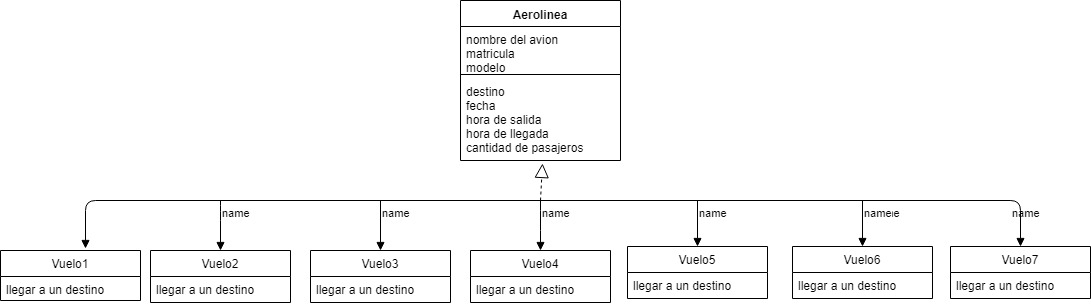 Aerolinea
nombre del avion
matricula
modelo
destino
fecha
hora de salida
hora de llegada
cantidad de pasajeros
name
name
name
name
name
name
Vuelo1
Vuelo2
Vuelo3
Vuelo4
Vuelo5
Vuelo6
Vuelo7
llegar a un destino
llegar a un destino
llegar a un destino
llegar a un destino
llegar a un destino
llegar a un destino
llegar a un destino